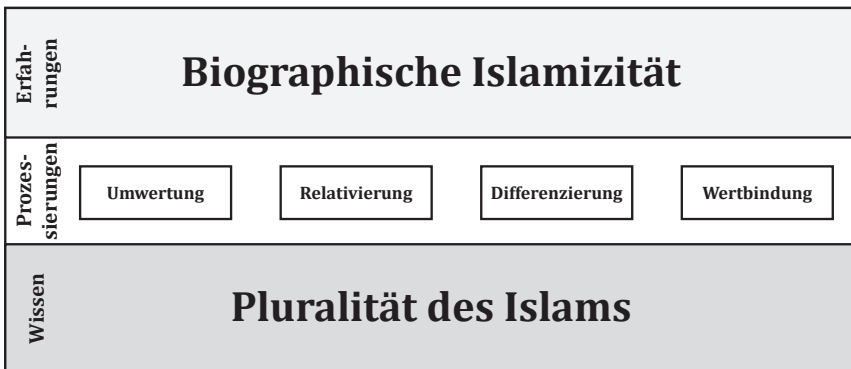 Erfah-
rungen
Biographische Islamizität
Prozes-
sierungen
Umwertung
Relativierung
Differenzierung
Wertbindung
Wissen
Pluralität des Islams